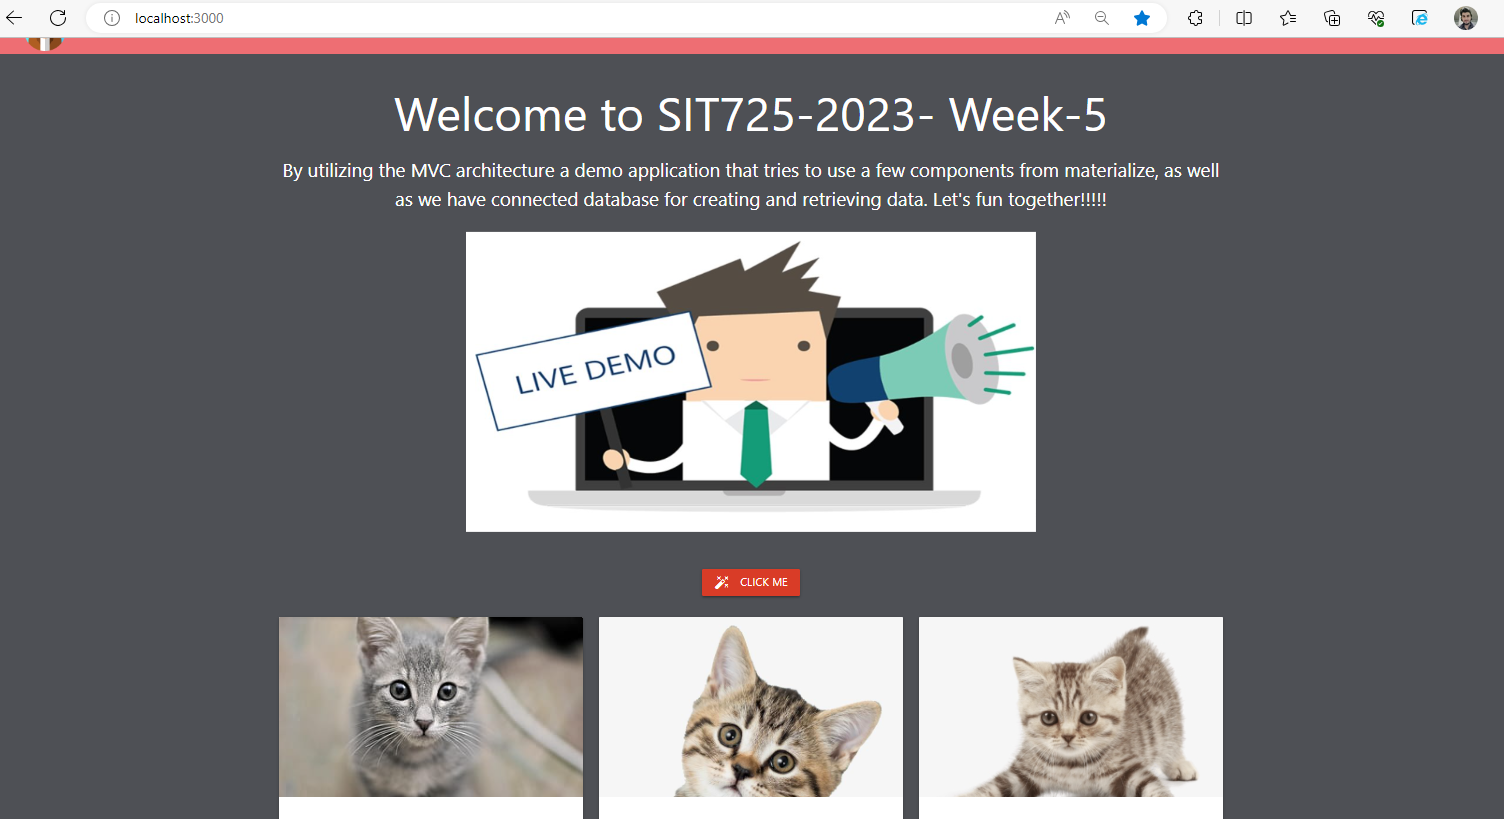 localhost:3000
Welcome to SIT725-2023- Week-5
By utilizing the MVC architecture a demo application that tries to use a few components from materialize, as well
as we have connected database for creating and retrieving data. Let's fun together!!!!!
LIVE DEMO
CLICK ME